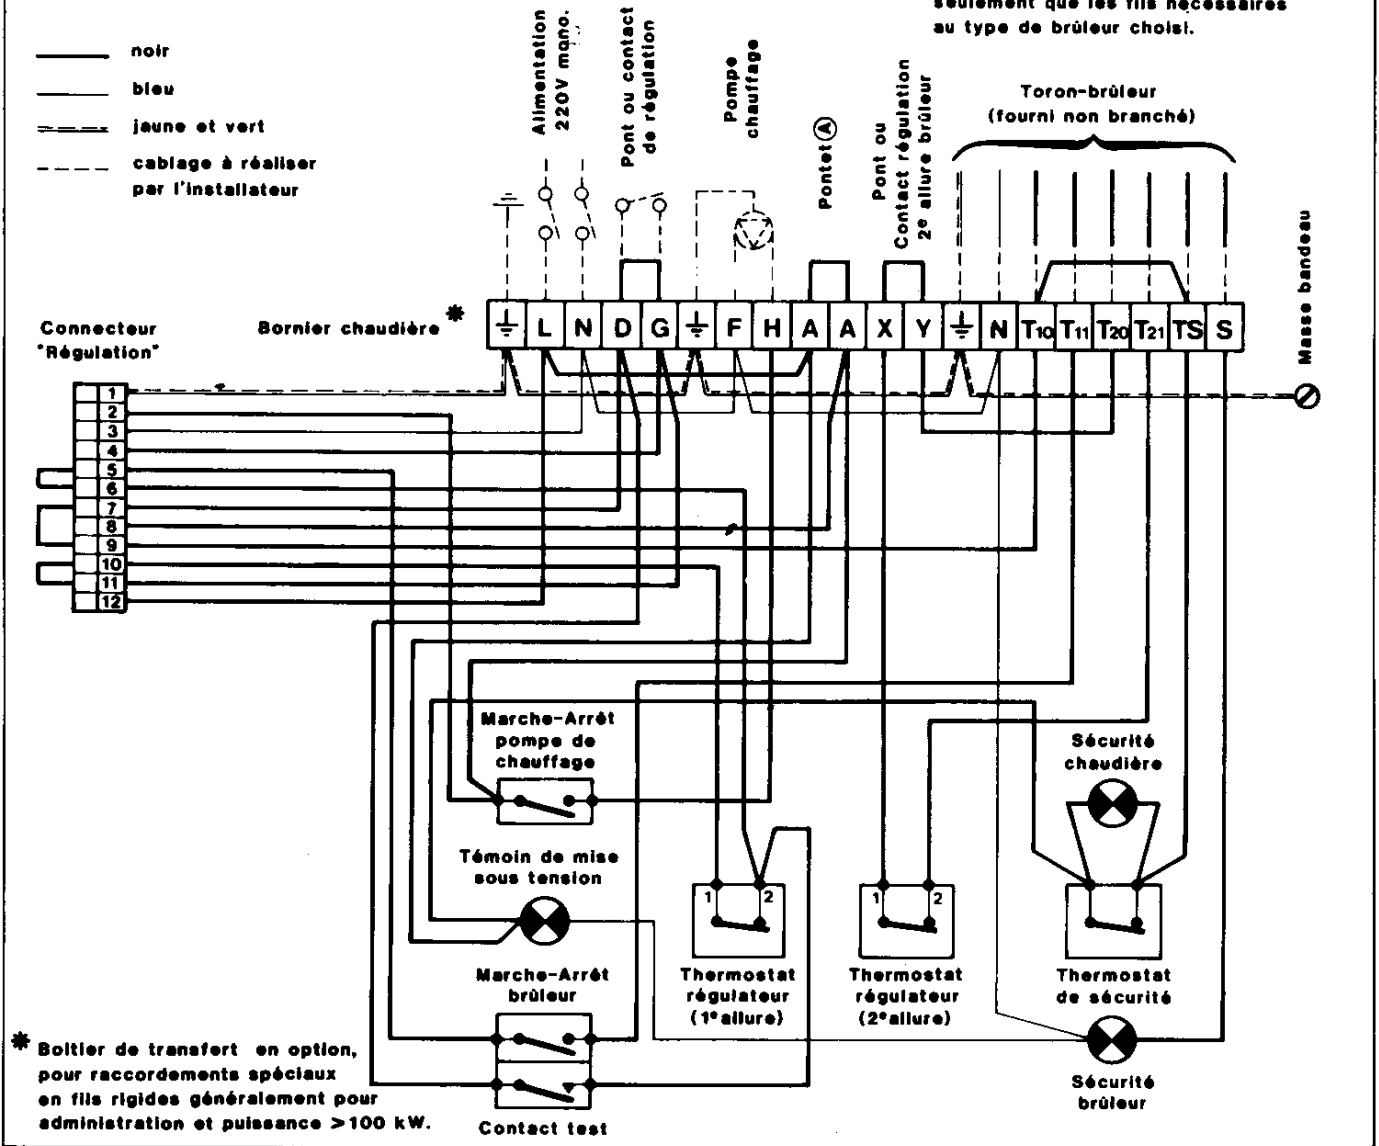 seulement que les fils nécessaires
au type de brûleur choisi.
noir
bleu
jaune et vert
cablage à réaliser
par l'installateur
Alimentation
220V mono.
Pont ou contact
de régulation
Pompe
chauffage
Pontet A
Pont ou
Contact régulation
2e allure brûleur
Toron-brûleur
(fourni non branché)
Masse bandeau
Connecteur
"Régulation"
Bornier chaudière *
L N D G F H A A X Y N T10 T11 T20 T21 TS S
1
2
3
4
5
6
7
8
9
10
11
12
Marche-Arrêt
pompe de
chauffage
Sécurité
chaudière
Témoin de mise
sous tension
1 2
1 2
Marche-Arrêt
brûleur
Thermostat
régulateur
(1e allure)
Thermostat
régulateur
(2e allure)
Thermostat
de sécurité
* Boitier de transfert en option,
pour raccordements spéciaux
en fils rigides généralement pour
administration et puissance >100 kW.
Contact test
Sécurité
brûleur